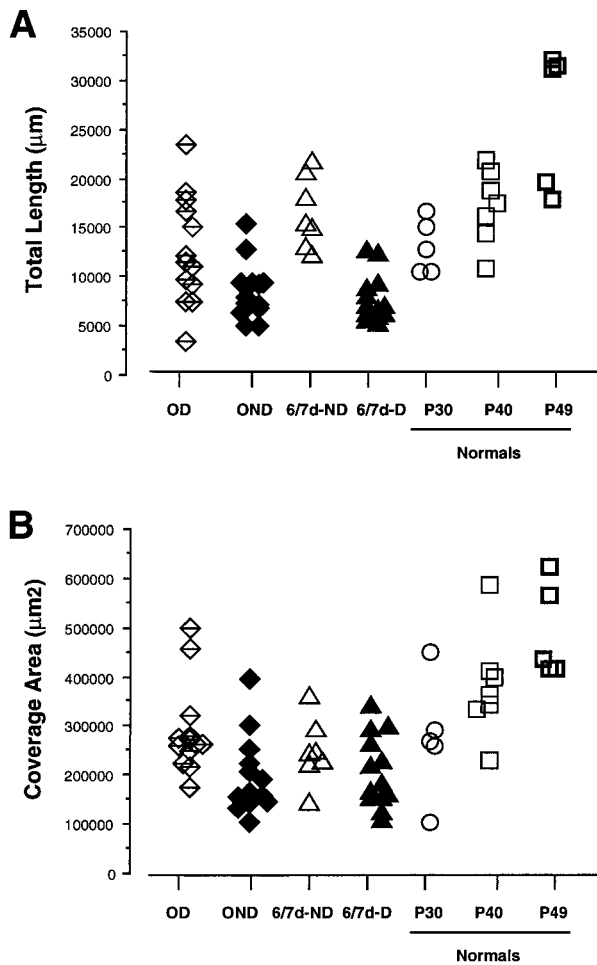 A
Total Length (µm)
35000
30000
25000
20000
15000
10000
5000
0
OD OND 6/7d-ND 6/7d-D P30 P40 P49
Normals
B
Coverage Area (µm2)
700000
600000
500000
400000
300000
200000
100000
0
OD OND 6/7d-ND 6/7d-D P30 P40 P49
Normals